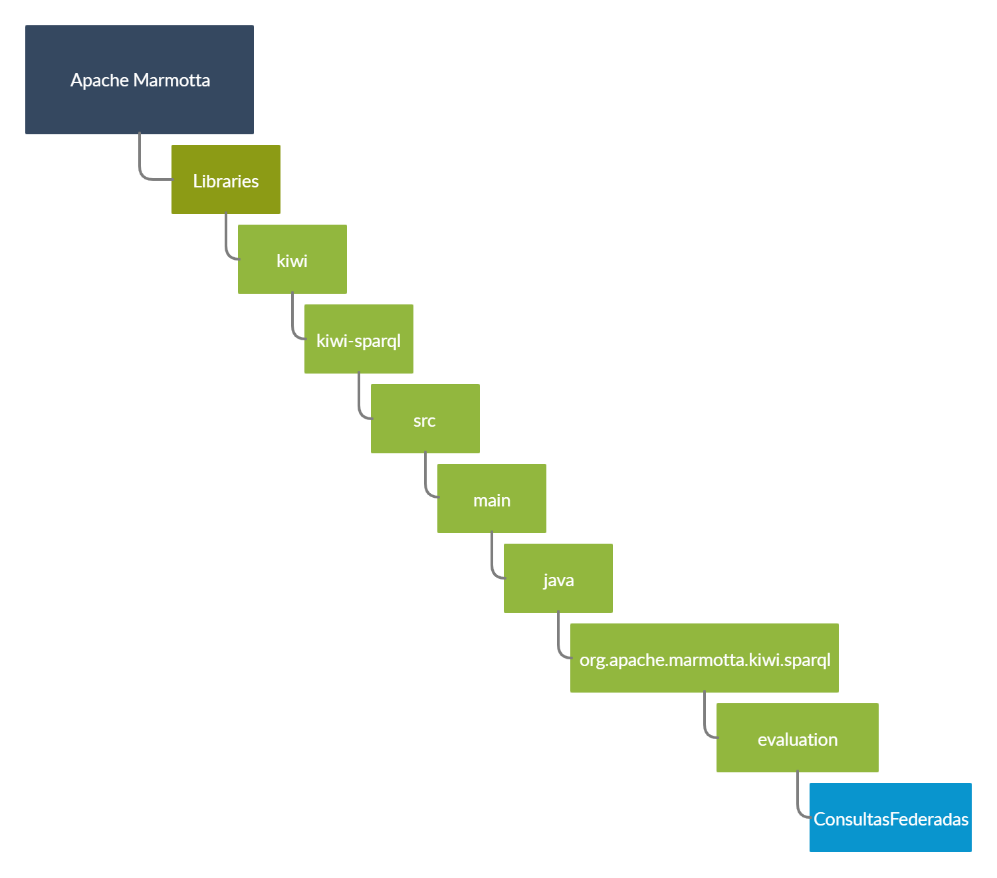 Apache Marmotta
Libraries
kiwi
kiwi-sparql
src
main
java
org.apache.marmotta.kiwi.sparql
evaluation
ConsultasFederadas